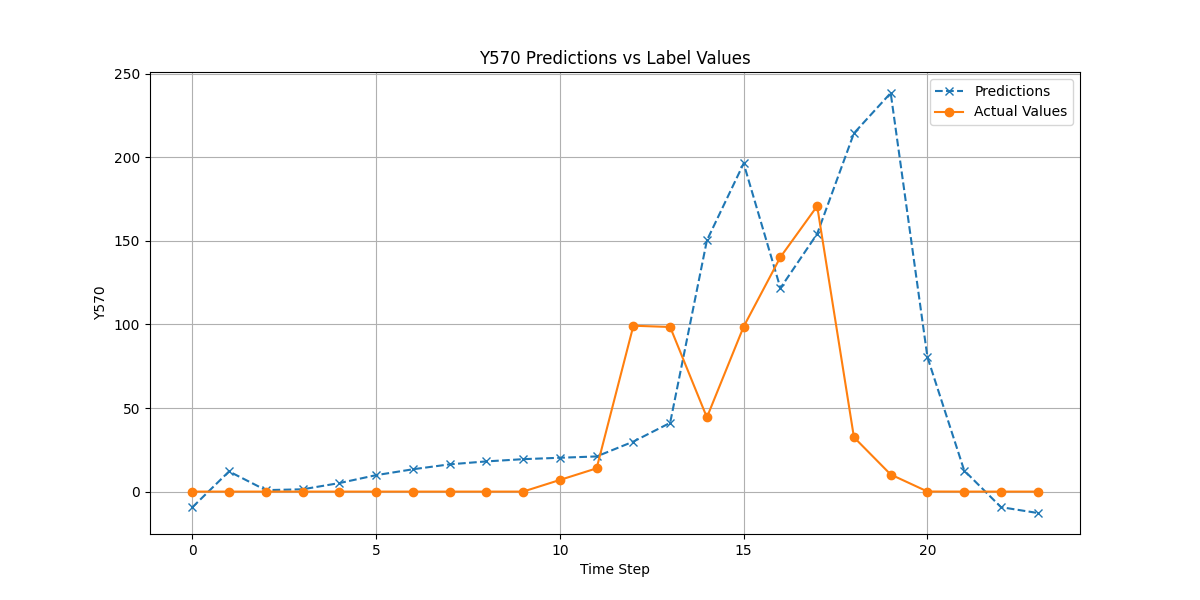 Y570 Predictions vs Label Values
250
200
150
100
50
0
Y570
Predictions
Actual Values
0 5 10 15 20
Time Step